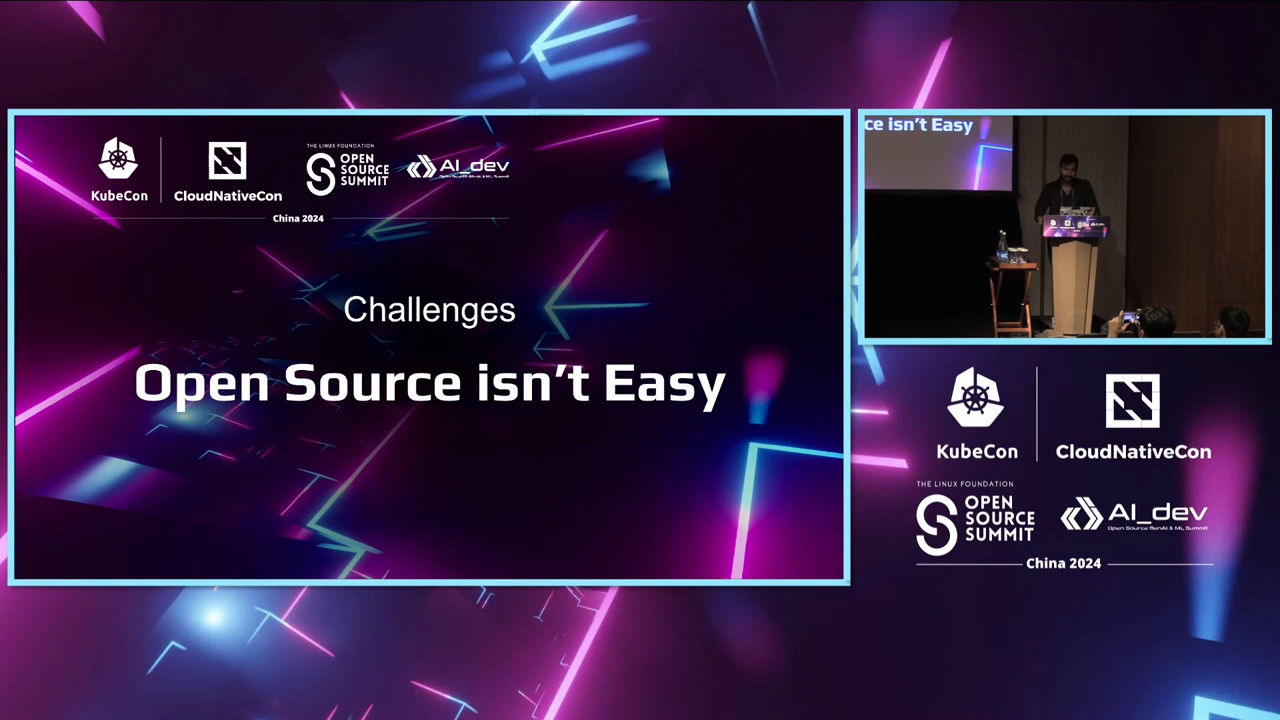 KubeCon
CloudNativeCon
THE LINUX FOUNDATION
OPEN
SOURCE
SUMMIT
AI_dev
China 2024
Challenges
Open Source isn’t Easy
ce isn’t Easy
KubeCon
CloudNativeCon
THE LINUX FOUNDATION
OPEN
SOURCE
SUMMIT
AI_dev
Open Source GenAI & ML Summit
China 2024